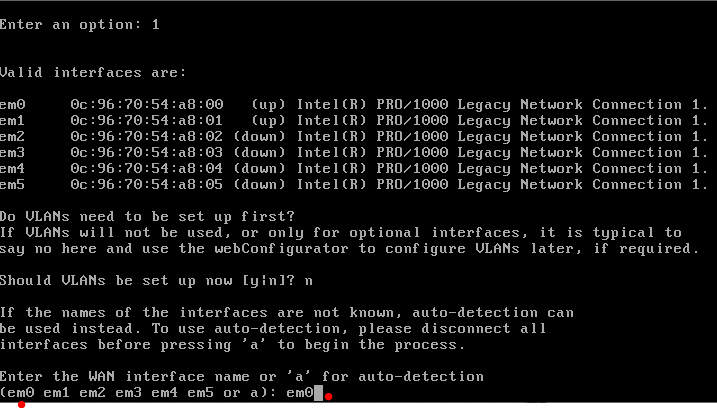 Enter an option: 1
Valid interfaces are:
em0 0c:96:70:54:a8:00 (up) Intel(R) PRO/1000 Legacy Network Connection 1.
em1 0c:96:70:54:a8:01 (up) Intel(R) PRO/1000 Legacy Network Connection 1.
em2 0c:96:70:54:a8:02 (down) Intel(R) PRO/1000 Legacy Network Connection 1.
em3 0c:96:70:54:a8:03 (down) Intel(R) PRO/1000 Legacy Network Connection 1.
em4 0c:96:70:54:a8:04 (down) Intel(R) PRO/1000 Legacy Network Connection 1.
em5 0c:96:70:54:a8:05 (down) Intel(R) PRO/1000 Legacy Network Connection 1.
Do VLANs need to be set up first?
If VLANs will not be used, or only for optional interfaces, it is typical to
say no here and use the webConfigurator to configure VLANs later, if required.
Should VLANs be set up now [y|n]? n
If the names of the interfaces are not known, auto-detection can
be used instead. To use auto-detection, please disconnect all
interfaces before pressing 'a' to begin the process.
Enter the WAN interface name or 'a' for auto-detection
(em0 em1 em2 em3 em4 em5 or a): em0